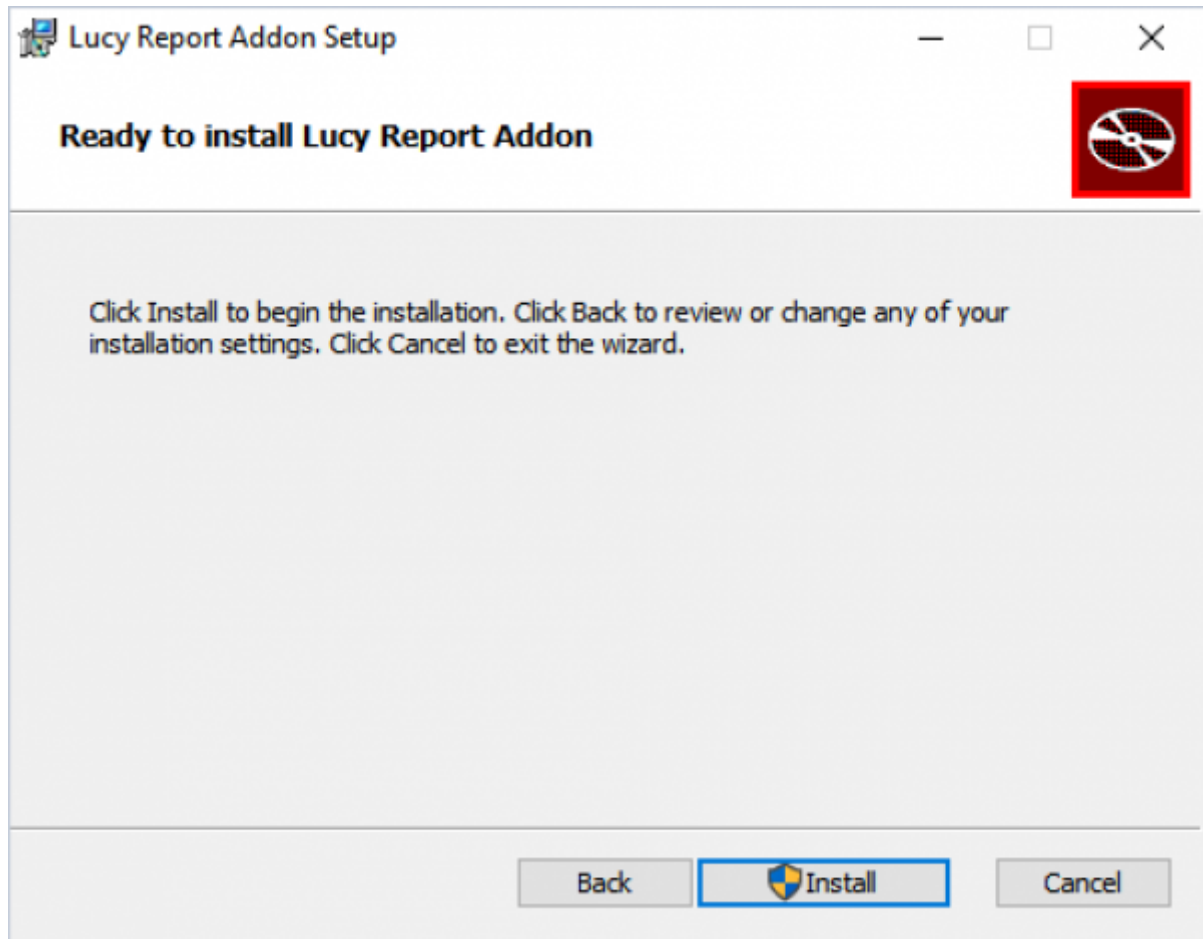 Lucy Report Addon Setup
Ready to install Lucy Report Addon
Click Install to begin the installation. Click Back to review or change any of your
installation settings. Click Cancel to exit the wizard.
Back Install Cancel